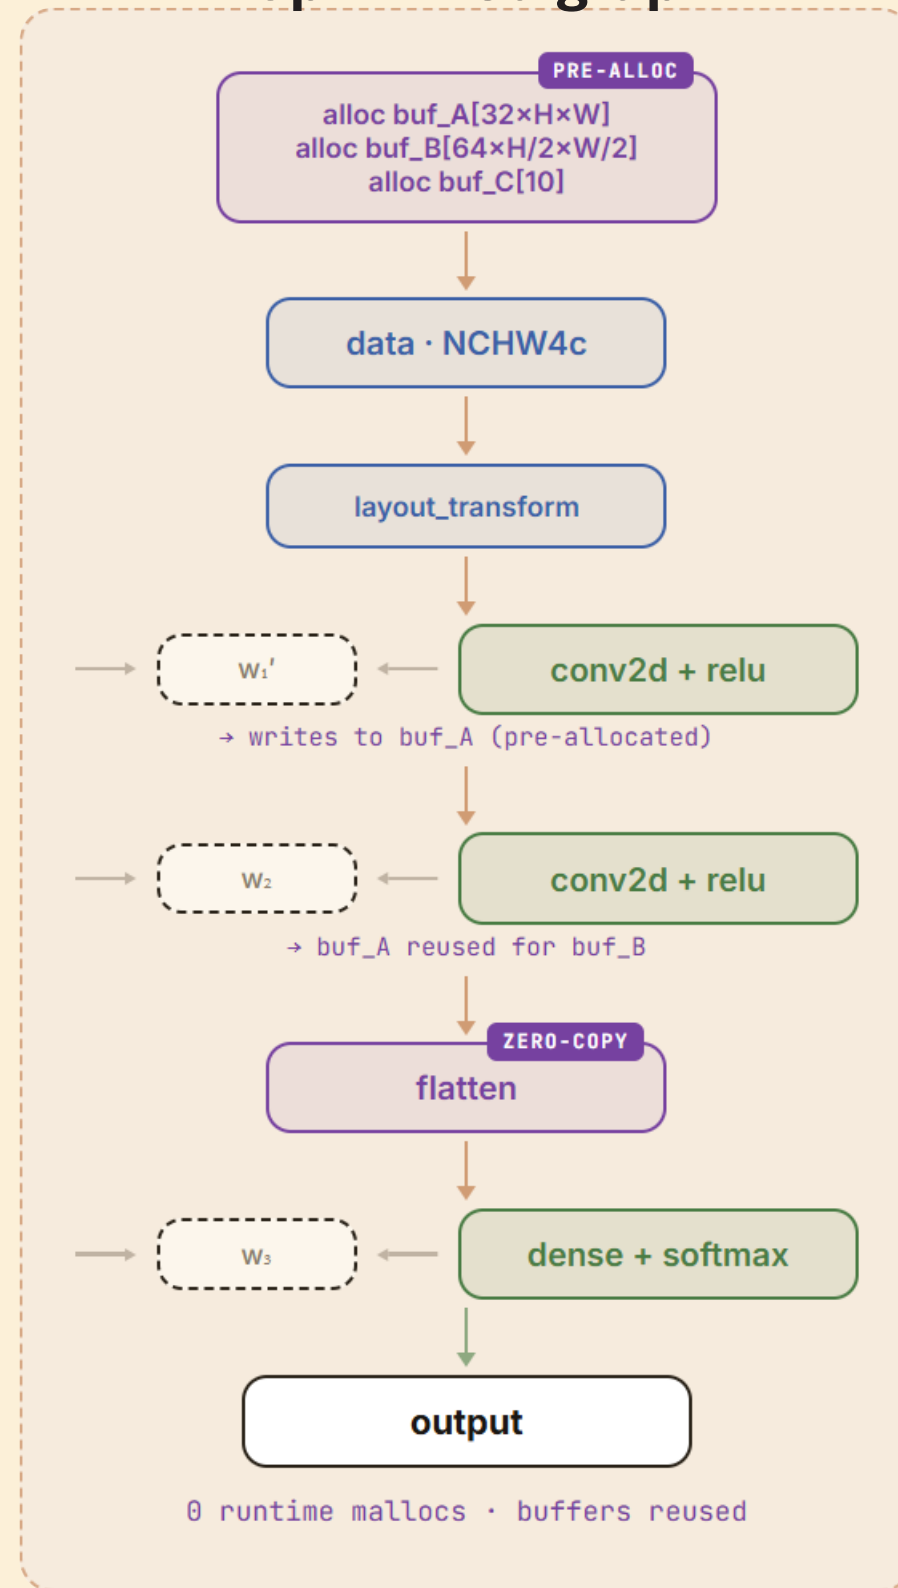 PRE-ALLOC
alloc buf_A[32×H×W]
alloc buf_B[64×H/2×W/2]
alloc buf_C[10]
data · NCHW4c
layout_transform
w₁′
conv2d + relu
→ writes to buf_A (pre-allocated)
w₂
conv2d + relu
→ buf_A reused for buf_B
ZERO-COPY
flatten
w₃
dense + softmax
output
0 runtime mallocs · buffers reused